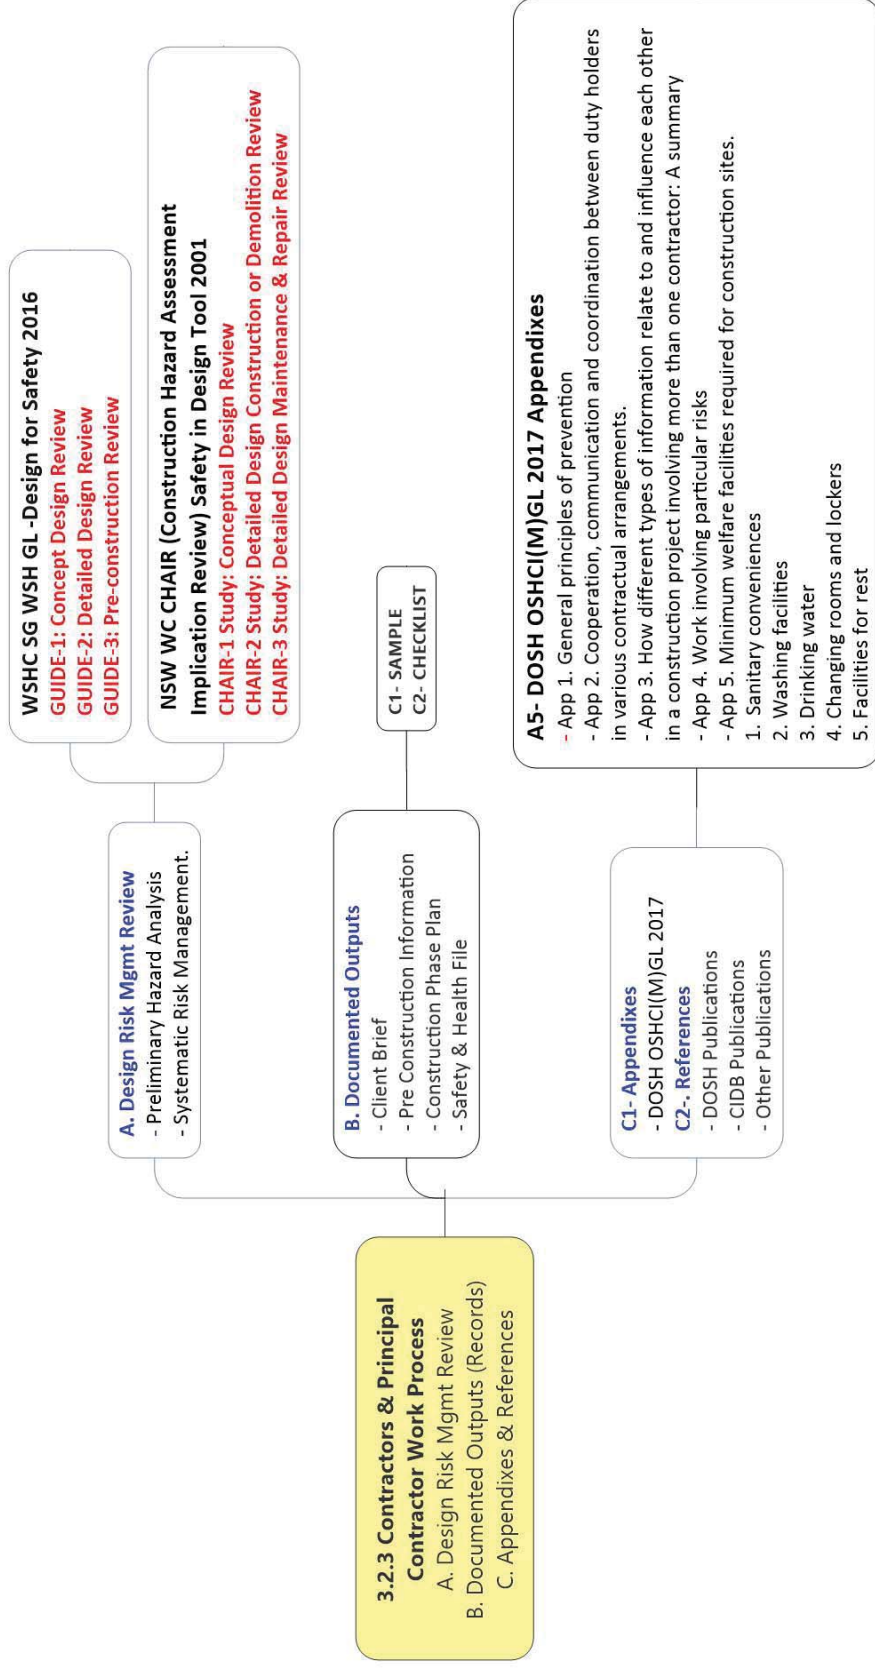 3.2.3 Contractors & Principal
Contractor Work Process
A. Design Risk Mgmt Review
B. Documented Outputs (Records)
C. Appendixes & References
A. Design Risk Mgmt Review
- Preliminary Hazard Analysis
- Systematic Risk Management.
WSHC SG WSH GL -Design for Safety 2016
GUIDE-1: Concept Design Review
GUIDE-2: Detailed Design Review
GUIDE-3: Pre-construction Review
NSW WC CHAIR (Construction Hazard Assessment
Implication Review) Safety in Design Tool 2001
CHAIR-1 Study: Conceptual Design Review
CHAIR-2 Study: Detailed Design Construction or Demolition Review
CHAIR-3 Study: Detailed Design Maintenance & Repair Review
B. Documented Outputs
- Client Brief
- Pre Construction Information
- Construction Phase Plan
- Safety & Health File
C1- SAMPLE
C2- CHECKLIST
C1- Appendixes
- DOSH OSHCI(M)GL 2017
C2-. References
- DOSH Publications
- CIDB Publications
- Other Publications
A5- DOSH OSHCI(M)GL 2017 Appendixes
- App 1. General principles of prevention
- App 2. Cooperation, communication and coordination between duty holders
in various contractual arrangements.
- App 3. How different types of information relate to and influence each other
in a construction project involving more than one contractor: A summary
- App 4. Work involving particular risks
- App 5. Minimum welfare facilities required for construction sites.
1. Sanitary conveniences
2. Washing facilities
3. Drinking water
4. Changing rooms and lockers
5. Facilities for rest